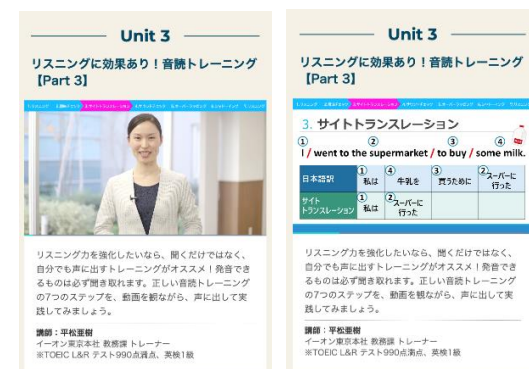 Unit 3
リスニングに効果あり！音読トレーニング
【Part 3】
リスニング力を強化したいなら、聞くだけではなく、
自分でも声に出すトレーニングがオススメ！発音でき
るものは必ず聞き取れます。正しい音読トレーニング
の7つのステップを、動画を観ながら、声に出して実
践してみましょう。
講師：平松亜樹
イーオン東京本社 教務課 トレーナー
※TOEIC L&R テスト990点満点、英検1級
Unit 3
リスニングに効果あり！音読トレーニング
【Part 3】
3. サイトトランスレーション
① ② ③ ④
I / went to the supermarket / to buy / some milk.
日本語訳 ①私は ④牛乳を ③買うために ②スーパーに行った
サイトトランスレーション ①私は ②スーパーに行った
リスニング力を強化したいなら、聞くだけではなく、
自分でも声に出すトレーニングがオススメ！発音でき
るものは必ず聞き取れます。正しい音読トレーニング
の7つのステップを、動画を観ながら、声に出して実
践してみましょう。
講師：平松亜樹
イーオン東京本社 教務課 トレーナー
※TOEIC L&R テスト990点満点、英検1級